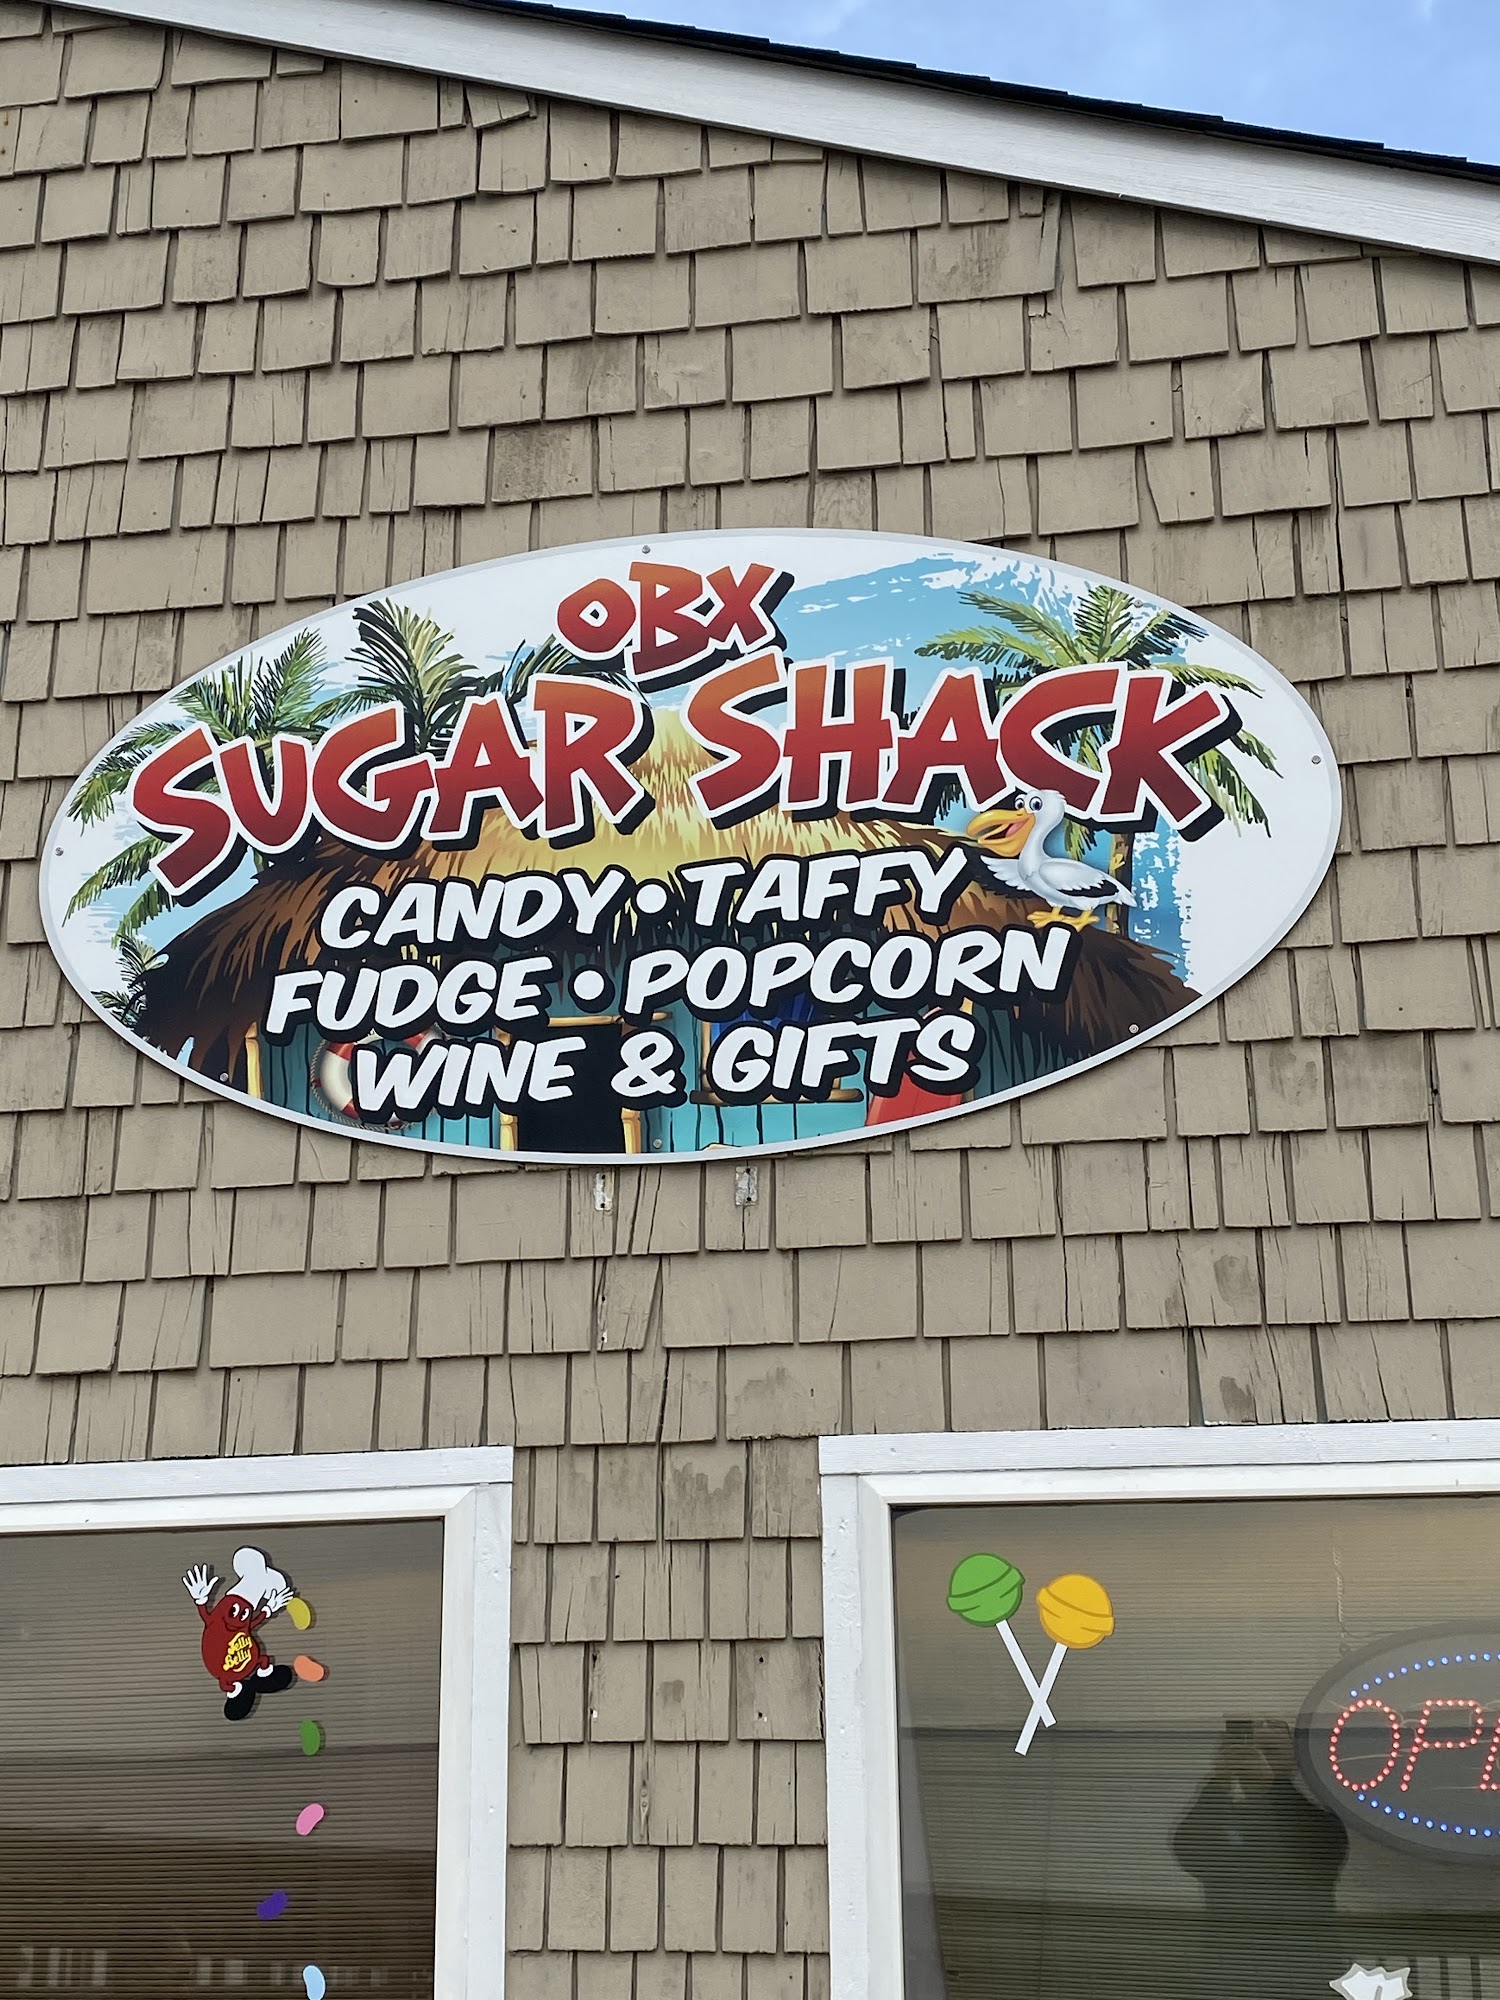 OBX
SUGAR SHACK
CANDY • TAFFY
FUDGE • POPCORN
WINE & GIFTS
Jelly
Belly